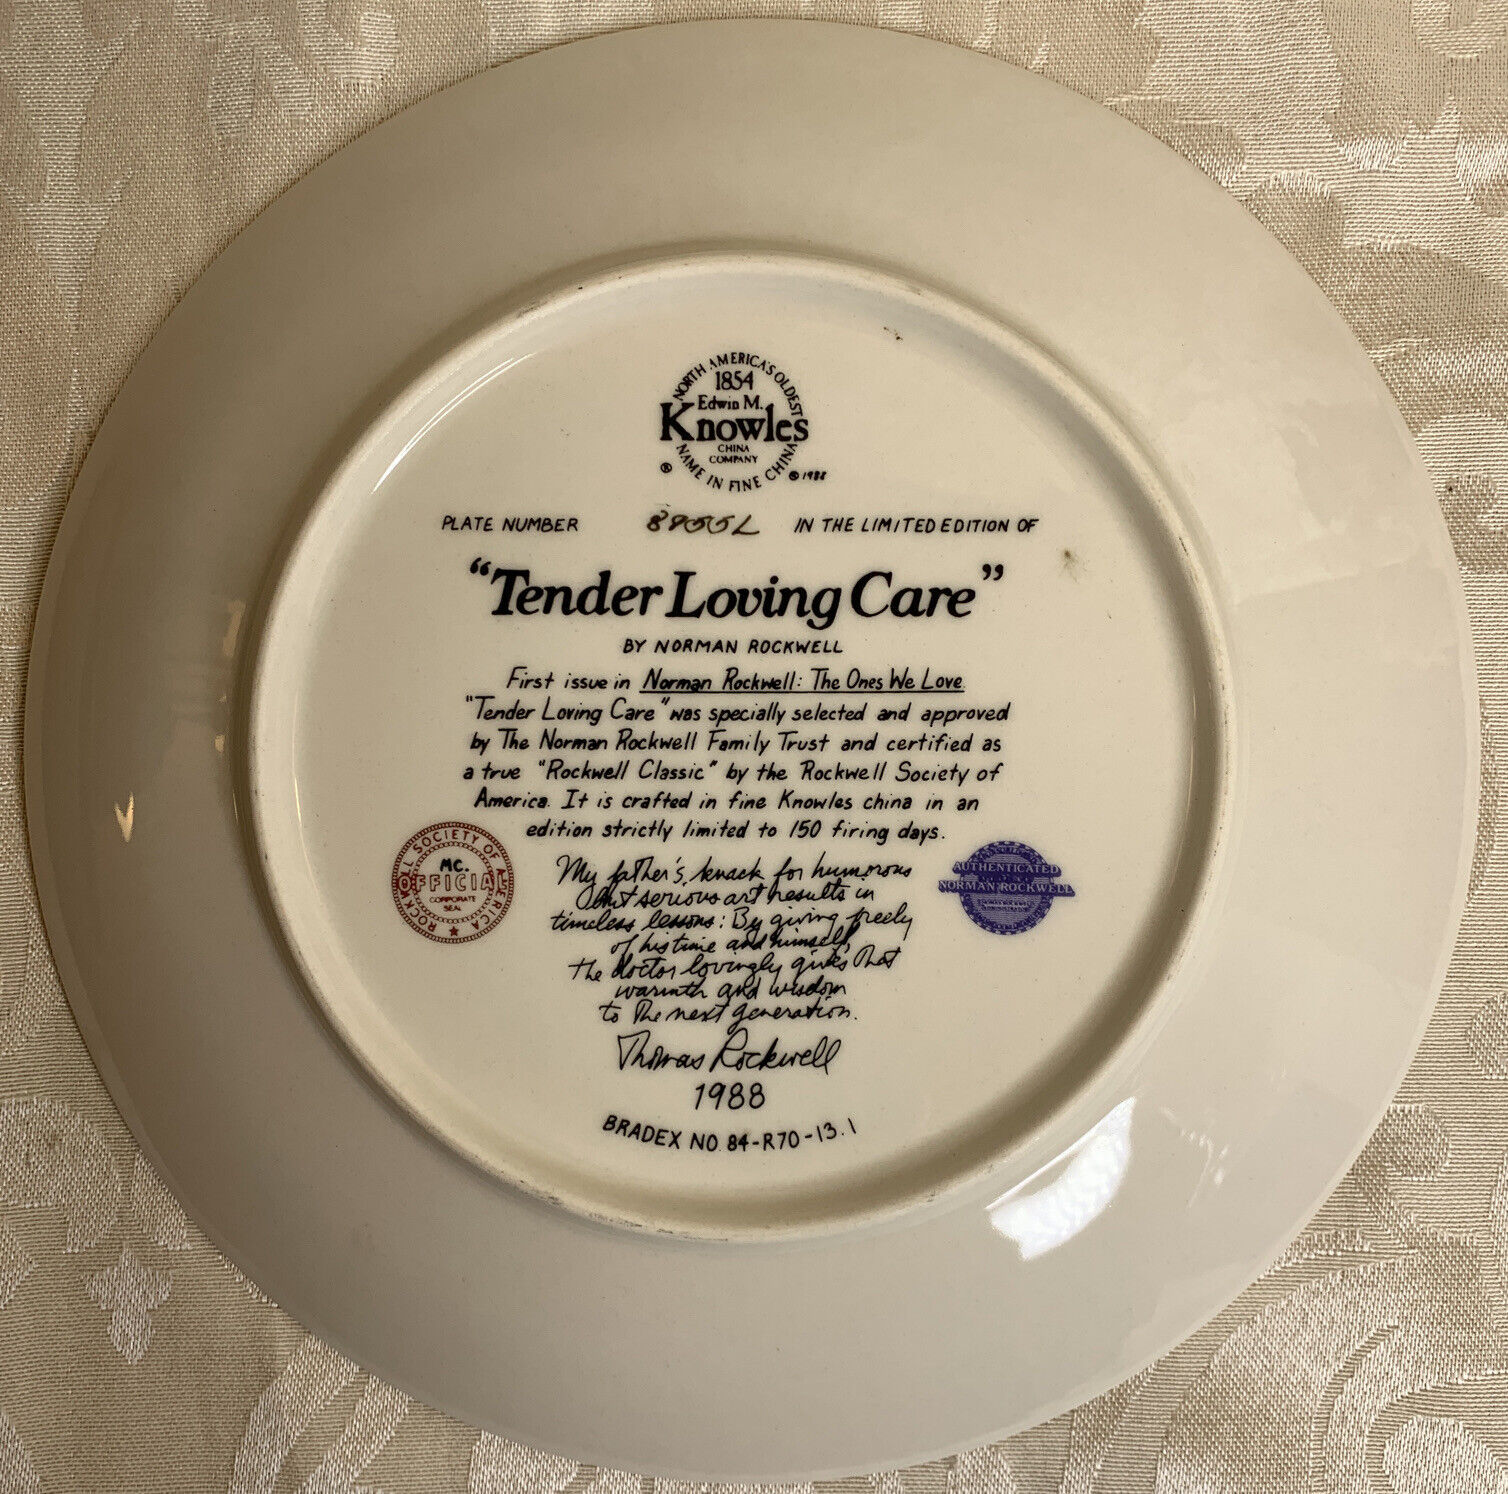 NORTH AMERICA'S OLDEST
1854
Edwin M.
Knowles
CHINA
COMPANY
NAME IN FINE CHINA
® © 1988
PLATE NUMBER IN THE LIMITED EDITION OF
"Tender Loving Care"
BY NORMAN ROCKWELL
First issue in Norman Rockwell: The Ones We Love.
"Tender Loving Care" was specially selected and approved
by The Norman Rockwell Family Trust and certified as
a true "Rockwell Classic" by the Rockwell Society of
America. It is crafted in fine Knowles china in an
edition strictly limited to 150 firing days.
ROCKWELL SOCIETY OF AMERICA
MC.
OFFICIAL
CORPORATE
SEAL
AUTHENTICATED
NORMAN ROCKWELL
My father's knack for humorous
but serious art results in
timeless lessons: By giving freely
of his time and himself,
the doctor lovingly gives that
warmth and wisdom
to the next generation.
Thomas Rockwell
1988
BRADEX NO. 84-R70-13.1